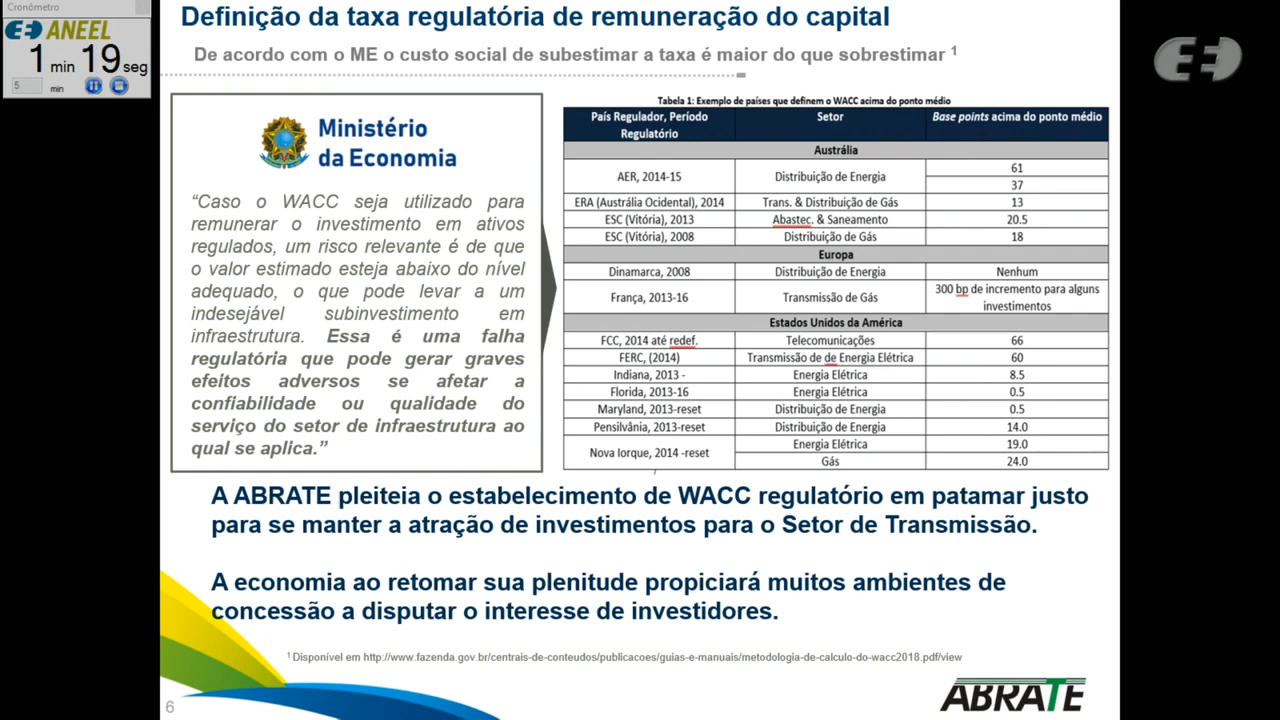 Cronómetro
ANEEL
1 min 19 seg
5 min
Definição da taxa regulatória de remuneração do capital
De acordo com o ME o custo social de subestimar a taxa é maior do que sobrestimar 1
Ministério
da Economia
“Caso o WACC seja utilizado para
remunerar o investimento em ativos
regulados, um risco relevante é de que
o valor estimado esteja abaixo do nível
adequado, o que pode levar a um
indesejável subinvestimento em
infraestrutura. Essa é uma falha
regulatória que pode gerar graves
efeitos adversos se afetar a
confiabilidade ou qualidade do
serviço do setor de infraestrutura ao
qual se aplica.”
Tabela 1: Exemplo de países que definem o WACC acima do ponto médio
País Regulador, Período Regulatório Setor Base points acima do ponto médio
Austrália
AER, 2014-15 Distribuição de Energia 61
37
ERA (Austrália Ocidental), 2014 Trans. & Distribuição de Gás 13
ESC (Vitória), 2013 Abastec. & Saneamento 20.5
ESC (Vitória), 2008 Distribuição de Gás 18
Europa
Dinamarca, 2008 Distribuição de Energia Nenhum
França, 2013-16 Transmissão de Gás 300 bp de incremento para alguns investimentos
Estados Unidos da América
FCC, 2014 até redef. Telecomunicações 66
FERC, (2014) Transmissão de de Energia Elétrica 60
Indiana, 2013 - Energia Elétrica 8.5
Florida, 2013-16 Energia Elétrica 0.5
Maryland, 2013-reset Distribuição de Energia 0.5
Pensilvânia, 2013-reset Distribuição de Energia 14.0
Nova Iorque, 2014 -reset Energia Elétrica 19.0
Gás 24.0
A ABRATE pleiteia o estabelecimento de WACC regulatório em patamar justo
para se manter a atração de investimentos para o Setor de Transmissão.
A economia ao retomar sua plenitude propiciará muitos ambientes de
concessão a disputar o interesse de investidores.
1 Disponível em http://www.fazenda.gov.br/centrais-de-conteudos/publicacoes/guias-e-manuais/metodologia-de-calculo-do-wacc2018.pdf/view
6
ABRATE